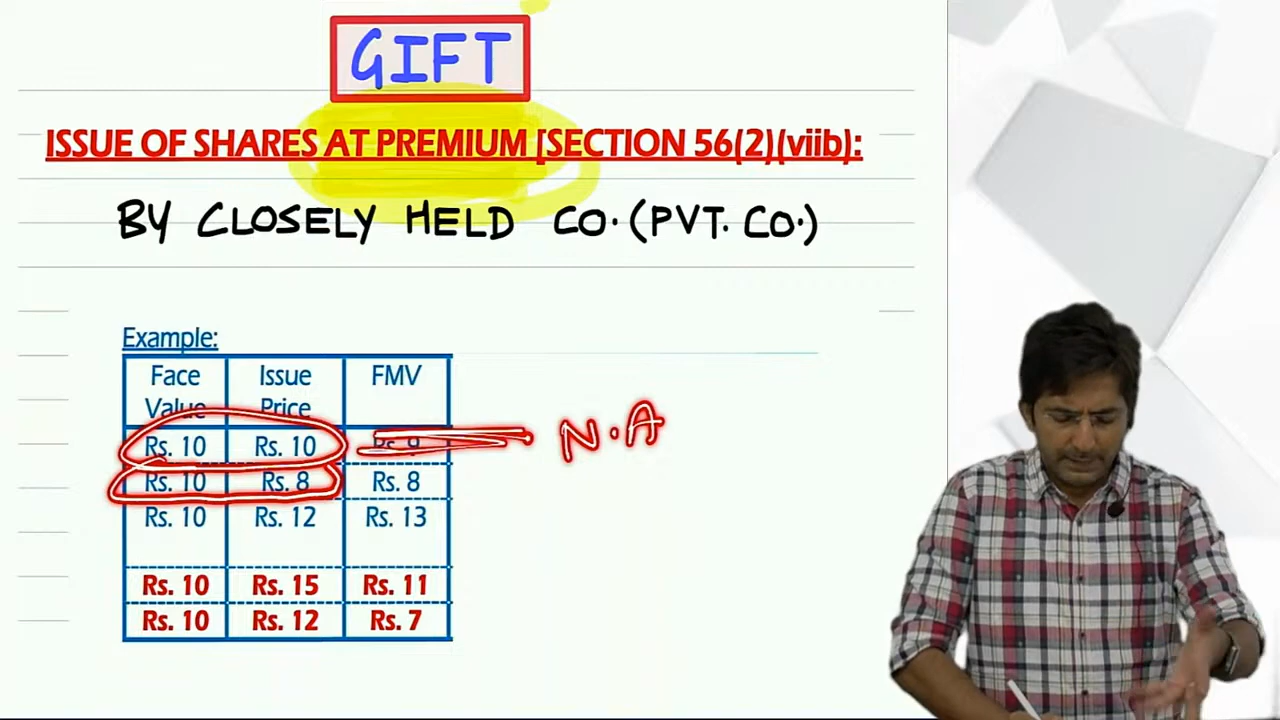 GIFT
ISSUE OF SHARES AT PREMIUM [SECTION 56(2)(viib):
BY CLOSELY HELD CO. (PVT. CO.)
Example:
Face Value Issue Price FMV
Rs. 10 Rs. 10 Rs. 9 N.A
Rs. 10 Rs. 8 Rs. 8
Rs. 10 Rs. 12 Rs. 13
Rs. 10 Rs. 15 Rs. 11
Rs. 10 Rs. 12 Rs. 7